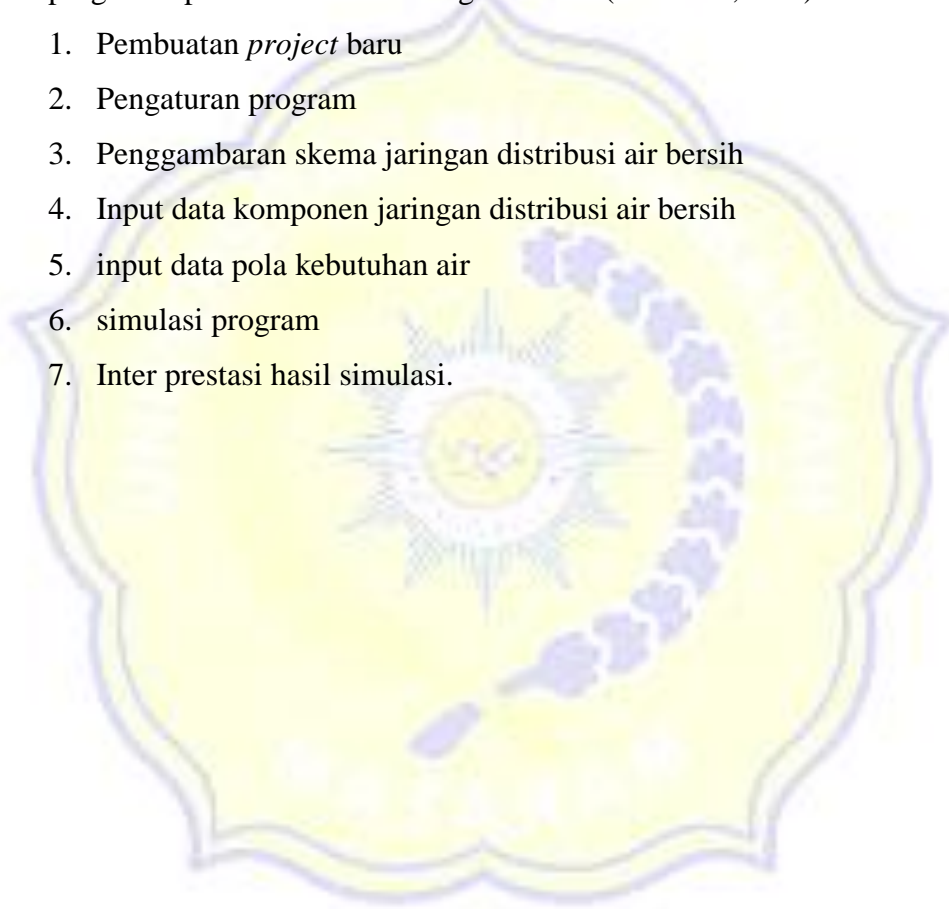 1. Pembuatan project baru
2. Pengaturan program
3. Penggambaran skema jaringan distribusi air bersih
4. Input data komponen jaringan distribusi air bersih
5. input data pola kebutuhan air
6. simulasi program
7. Inter prestasi hasil simulasi.